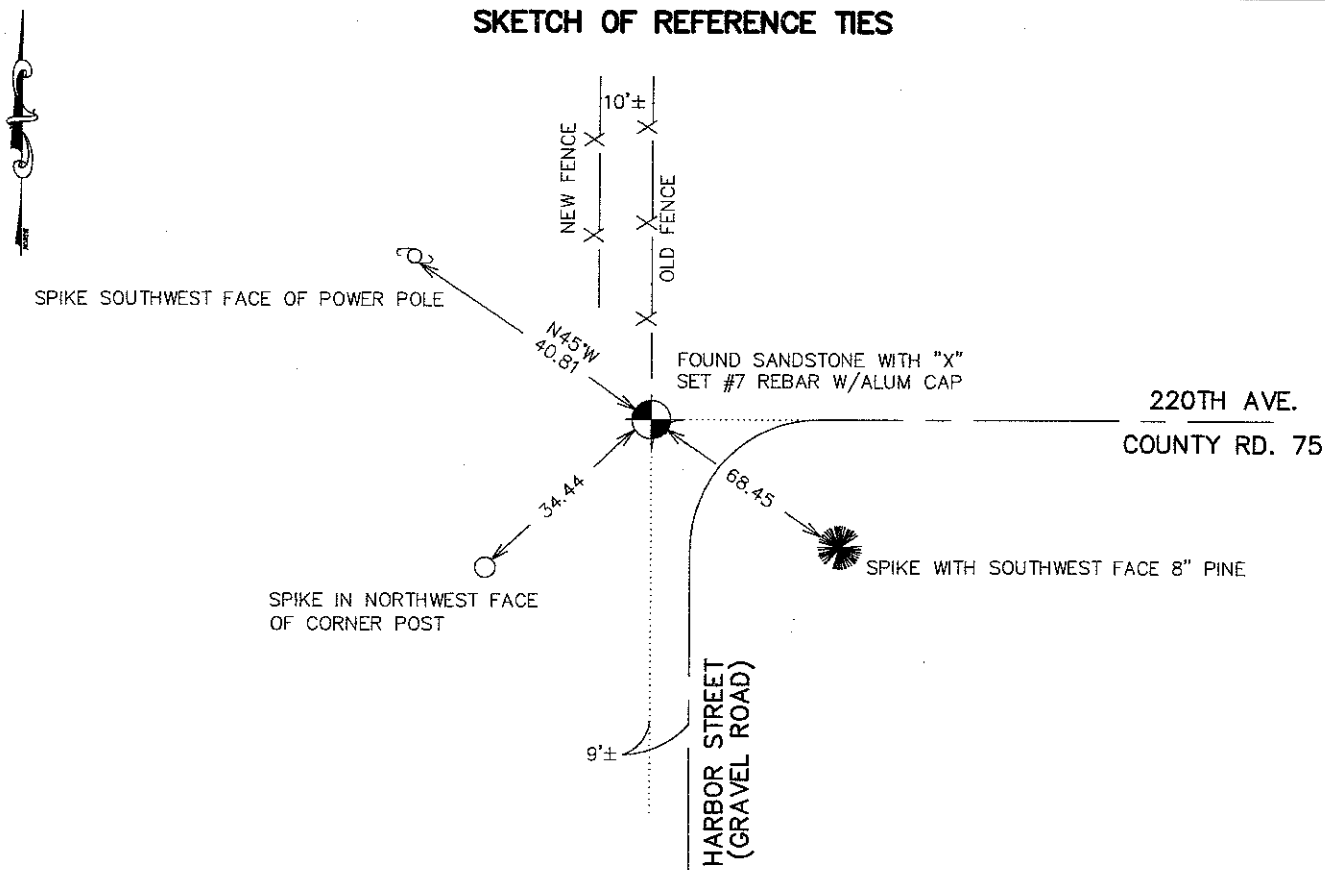 SKETCH OF REFERENCE TIES
10'±
NEW FENCE
OLD FENCE
SPIKE SOUTHWEST FACE OF POWER POLE
N45°W
40.81
FOUND SANDSTONE WITH "X"
SET #7 REBAR W/ALUM CAP
220TH AVE.
COUNTY RD. 75
34.44
68.45
SPIKE WITH SOUTHWEST FACE 8" PINE
SPIKE IN NORTHWEST FACE
OF CORNER POST
9'±
HARBOR STREET
(GRAVEL ROAD)